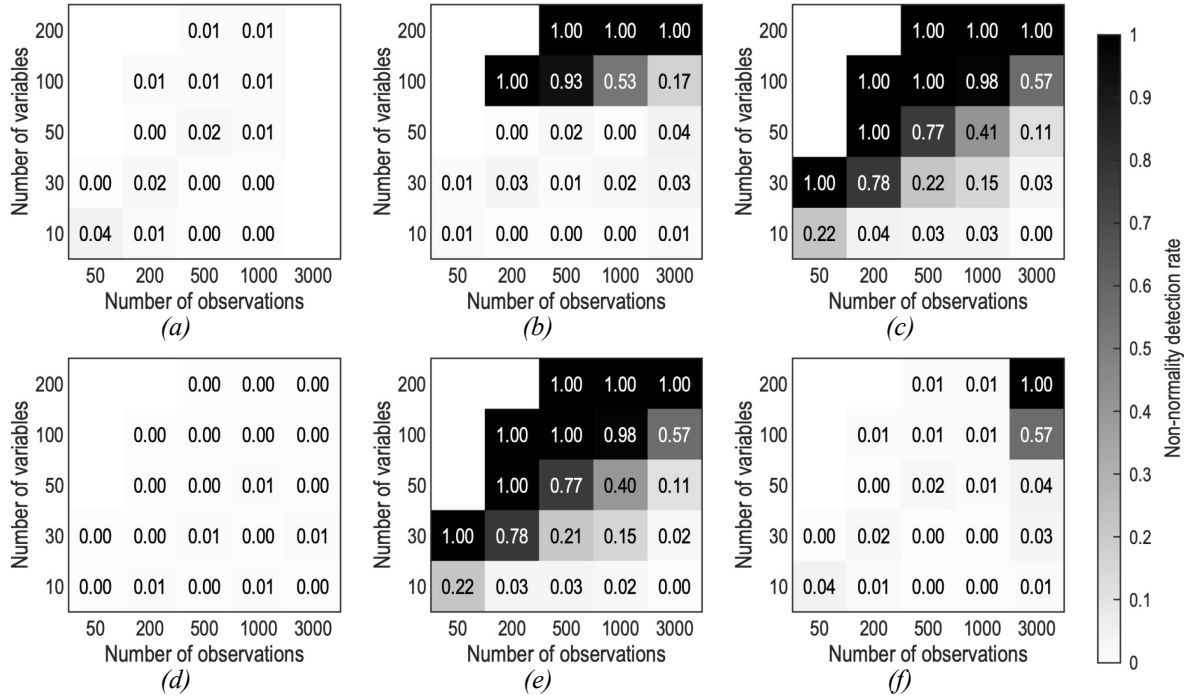 200 0.01 0.01
100 0.01 0.01 0.01
50 0.00 0.02 0.01
30 0.00 0.02 0.00 0.00
10 0.04 0.01 0.00 0.00
50 200 500 1000 3000
Number of variables
Number of observations
(a)
200 1.00 1.00 1.00
100 1.00 0.93 0.53 0.17
50 0.00 0.02 0.00 0.04
30 0.01 0.03 0.01 0.02 0.03
10 0.01 0.00 0.00 0.00 0.01
50 200 500 1000 3000
Number of variables
Number of observations
(b)
200 1.00 1.00 1.00
100 1.00 1.00 0.98 0.57
50 1.00 0.77 0.41 0.11
30 1.00 0.78 0.22 0.15 0.03
10 0.22 0.04 0.03 0.03 0.00
50 200 500 1000 3000
Number of variables
Number of observations
(c)
200 0.00 0.00 0.00
100 0.00 0.00 0.00 0.00
50 0.00 0.00 0.01 0.00
30 0.00 0.00 0.01 0.00 0.01
10 0.00 0.01 0.00 0.01 0.00
50 200 500 1000 3000
Number of variables
Number of observations
(d)
200 1.00 1.00 1.00
100 1.00 1.00 0.98 0.57
50 1.00 0.77 0.40 0.11
30 1.00 0.78 0.21 0.15 0.02
10 0.22 0.03 0.03 0.02 0.00
50 200 500 1000 3000
Number of variables
Number of observations
(e)
200 0.01 0.01 1.00
100 0.01 0.01 0.01 0.57
50 0.00 0.02 0.01 0.04
30 0.00 0.02 0.00 0.00 0.03
10 0.04 0.01 0.00 0.00 0.01
50 200 500 1000 3000
Number of variables
Number of observations
(f)
1
0.9
0.8
0.7
0.6
0.5
0.4
0.3
0.2
0.1
0
Non-normality detection rate